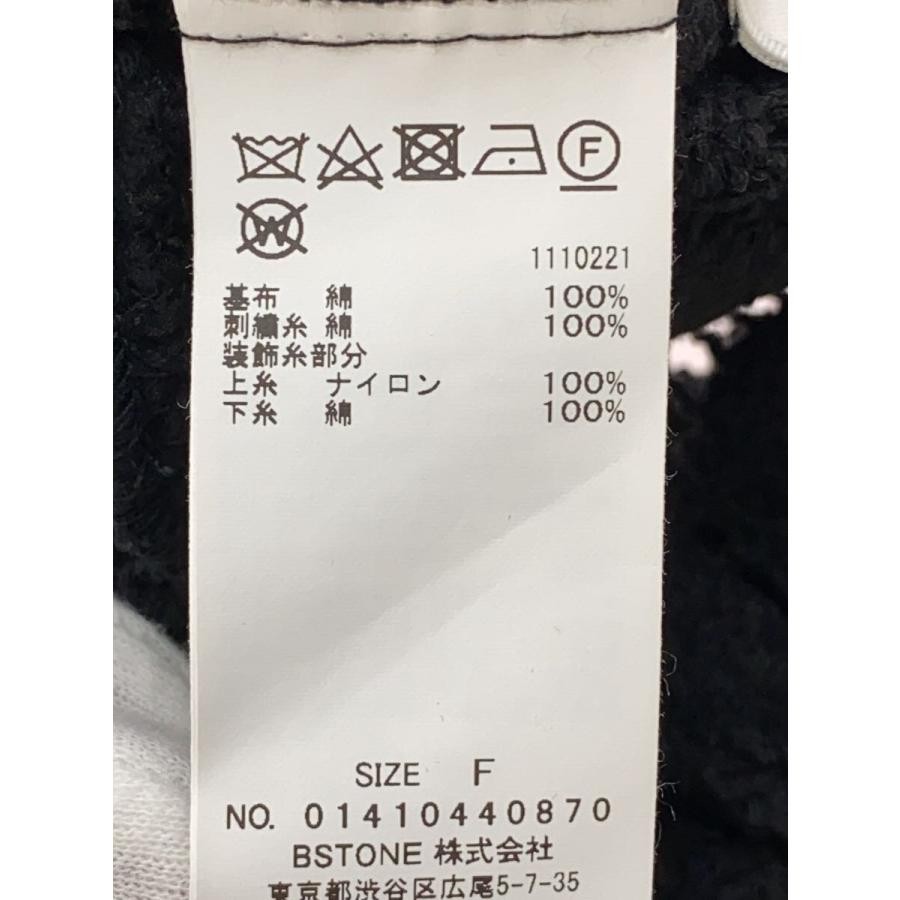 F
W
1110221
基布 綿 100%
刺繍糸 綿 100%
装飾糸部分
上糸 ナイロン 100%
下糸 綿 100%
SIZE F
NO. 01410440870
BSTONE 株式会社
東京都渋谷区広尾5-7-35